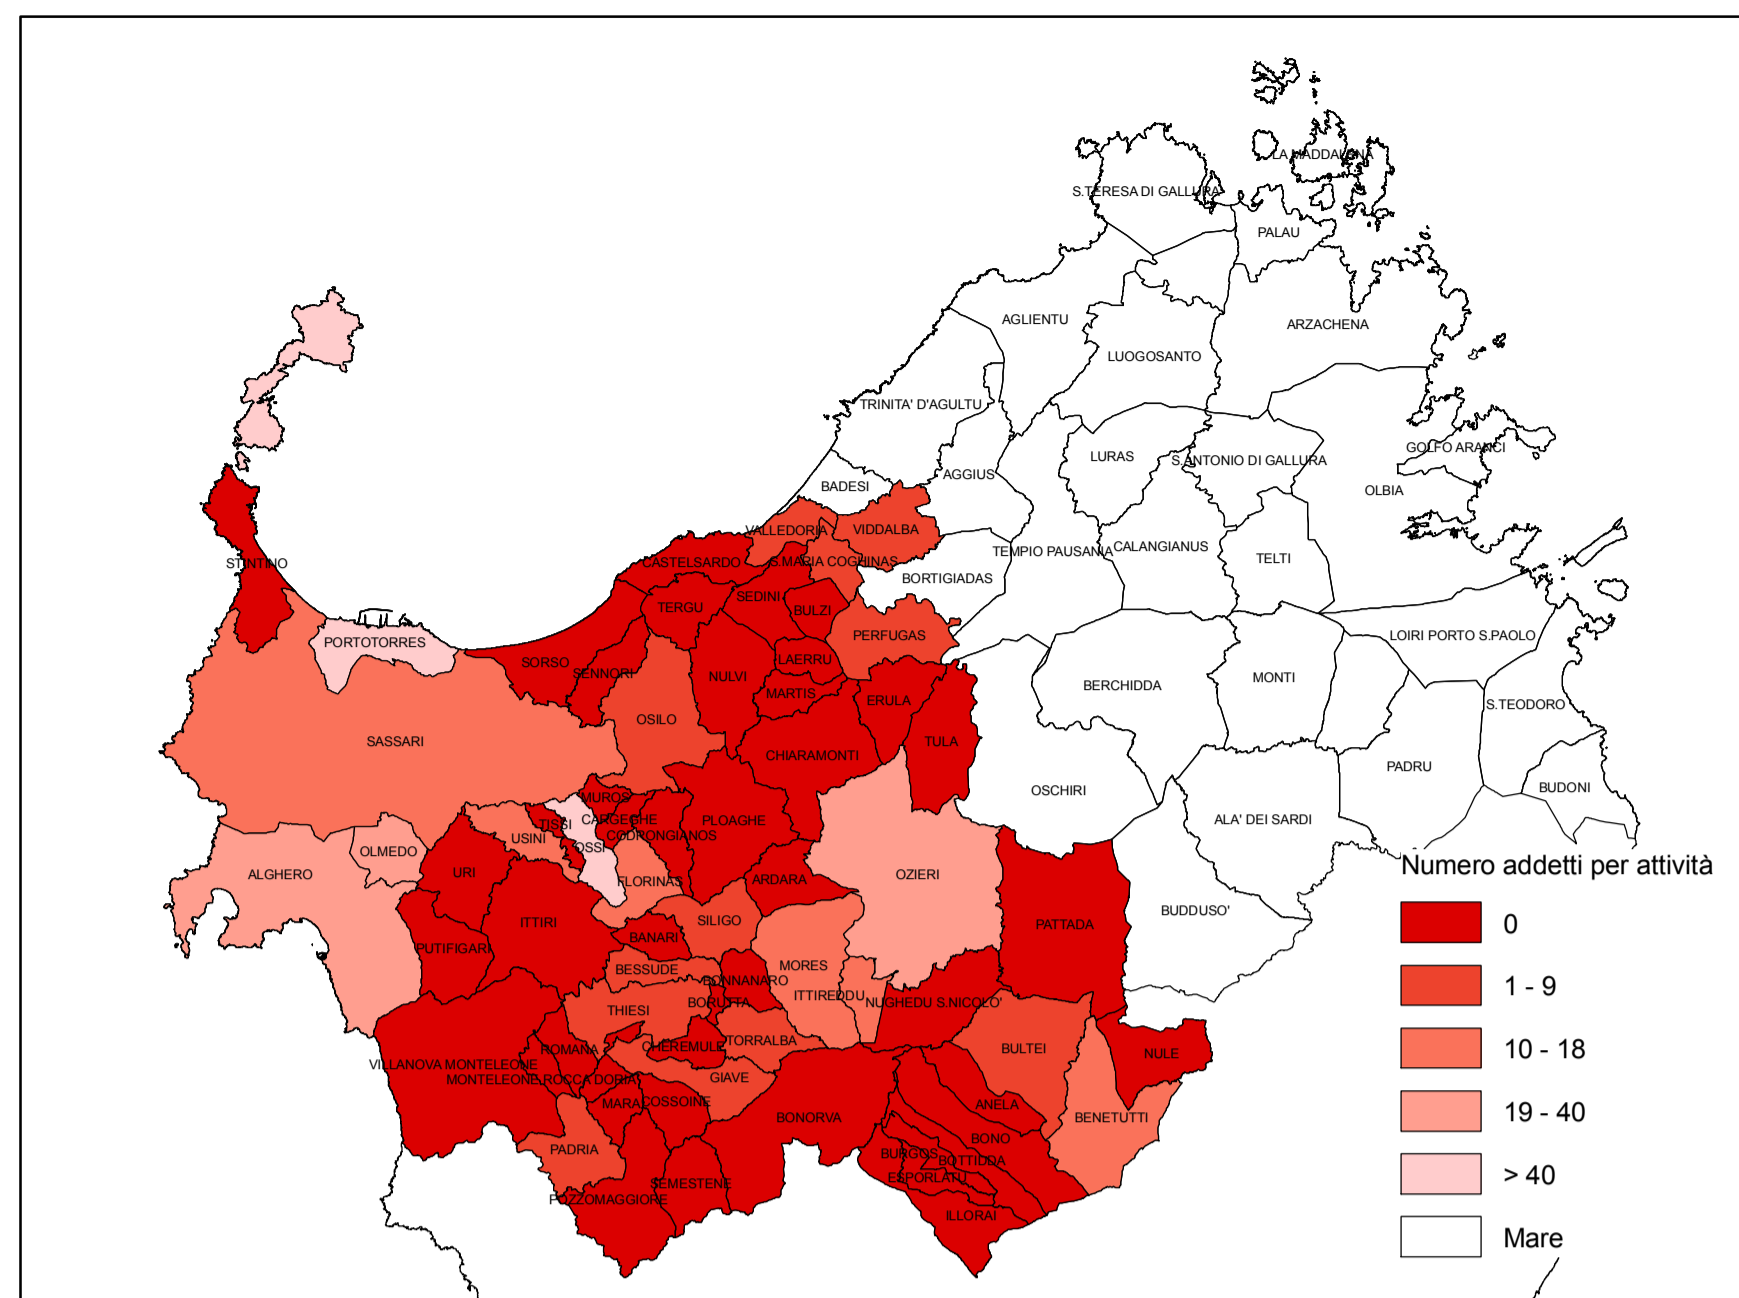 LA MADDALENA
S.TERESA DI GALLURA
PALAU
AGLIENTU
ARZACHENA
LUOGOSANTO
TRINITA' D'AGULTU
GOLFO ARANCI
LURAS
S.ANTONIO DI GALLURA
AGGIUS
BADESI
OLBIA
VALLEDORIA
VIDDALBA
TEMPIO PAUSANIA
CALANGIANUS
TELTI
STINTINO
CASTELSARDO
S.MARIA COGHINAS
BORTIGIADAS
SEDINI
TERGU
BULZI
PERFUGAS
LOIRI PORTO S.PAOLO
PORTOTORRES
SORSO
SENNORI
LAERRU
NULVI
MARTIS
ERULA
BERCHIDDA
MONTI
S.TEODORO
OSILO
SASSARI
TULA
CHIARAMONTI
PADRU
BUDONI
OSCHIRI
MUROS
CARGEGHE
PLOAGHE
ALA' DEI SARDI
TISSI
USINI
CODRONGIANOS
OSSI
OLMEDO
ALGHERO
URI
FLORINAS
ARDARA
OZIERI
Numero addetti per attività
0
1 - 9
10 - 18
19 - 40
> 40
Mare
BUDDUSO'
ITTIRI
SILIGO
PATTADA
BANARI
PUTIFIGARI
BESSUDE
MORES
BONNANARO
ITTIREDDU
BORUTTA
NUGHEDU S.NICOLO'
THIESI
TORRALBA
CHEREMULE
ROMANA
BULTEI
NULE
VILLANOVA MONTELEONE
MONTELEONE ROCCA DORIA
GIAVE
MARA
COSSOINE
ANELA
BONORVA
BENETUTTI
BONO
PADRIA
BURGOS
BOTTIDDA
ESPORLATU
SEMESTENE
POZZOMAGGIORE
ILLORAI